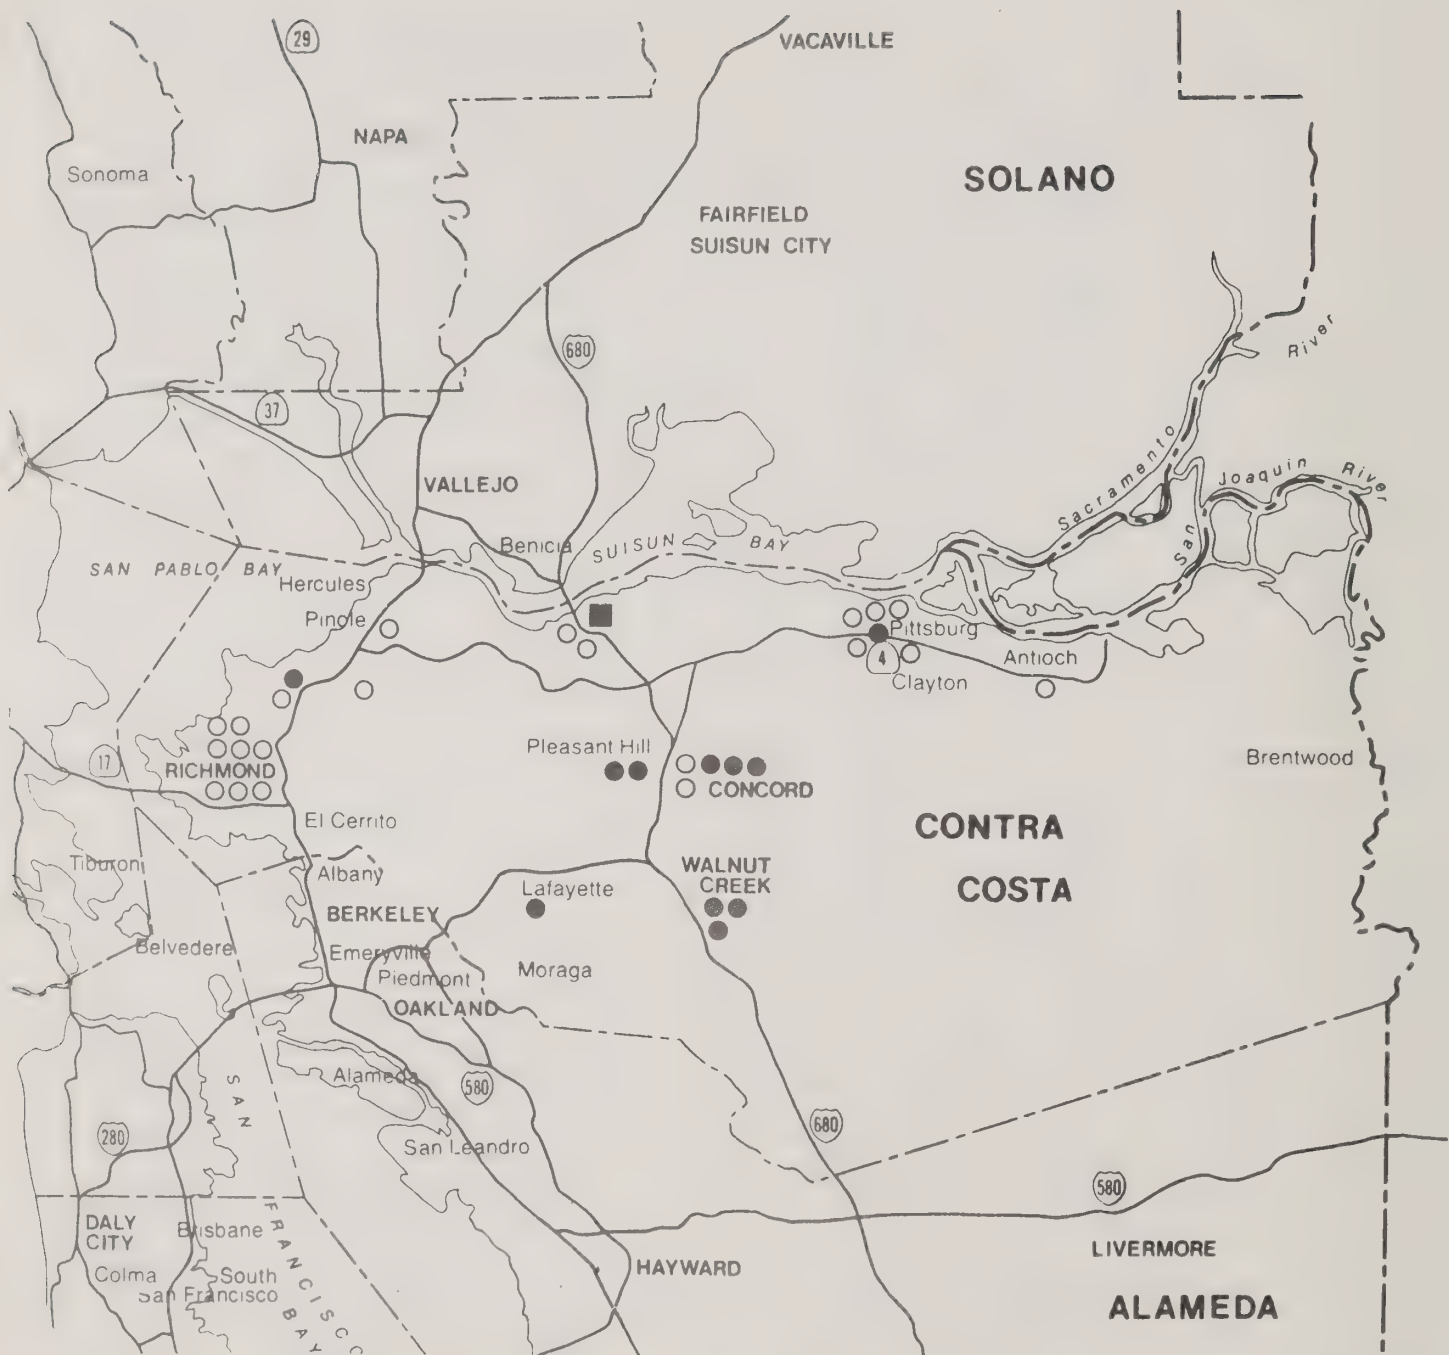 29
VACAVILLE
NAPA
Sonoma
SOLANO
FAIRFIELD
SUISUN CITY
River
680
37
Sacramento
Joaquin
River
VALLEJO
San
Benicia
SUISUN
BAY
SAN PABLO BAY
Hercules
Pinole
Pittsburg
4
Antioch
Clayton
Pleasant Hill
Brentwood
17
RICHMOND
CONCORD
El Cerrito
CONTRA
COSTA
Tiburon
Albany
WALNUT
CREEK
Lafayette
BERKELEY
Belvedere
Emeryville
Piedmont
Moraga
OAKLAND
Alameda
580
SAN
280
680
San Leandro
580
DALY
CITY
Brisbane
FRANCISCO
LIVERMORE
HAYWARD
Colma
South
San Francisco
BAY
ALAMEDA